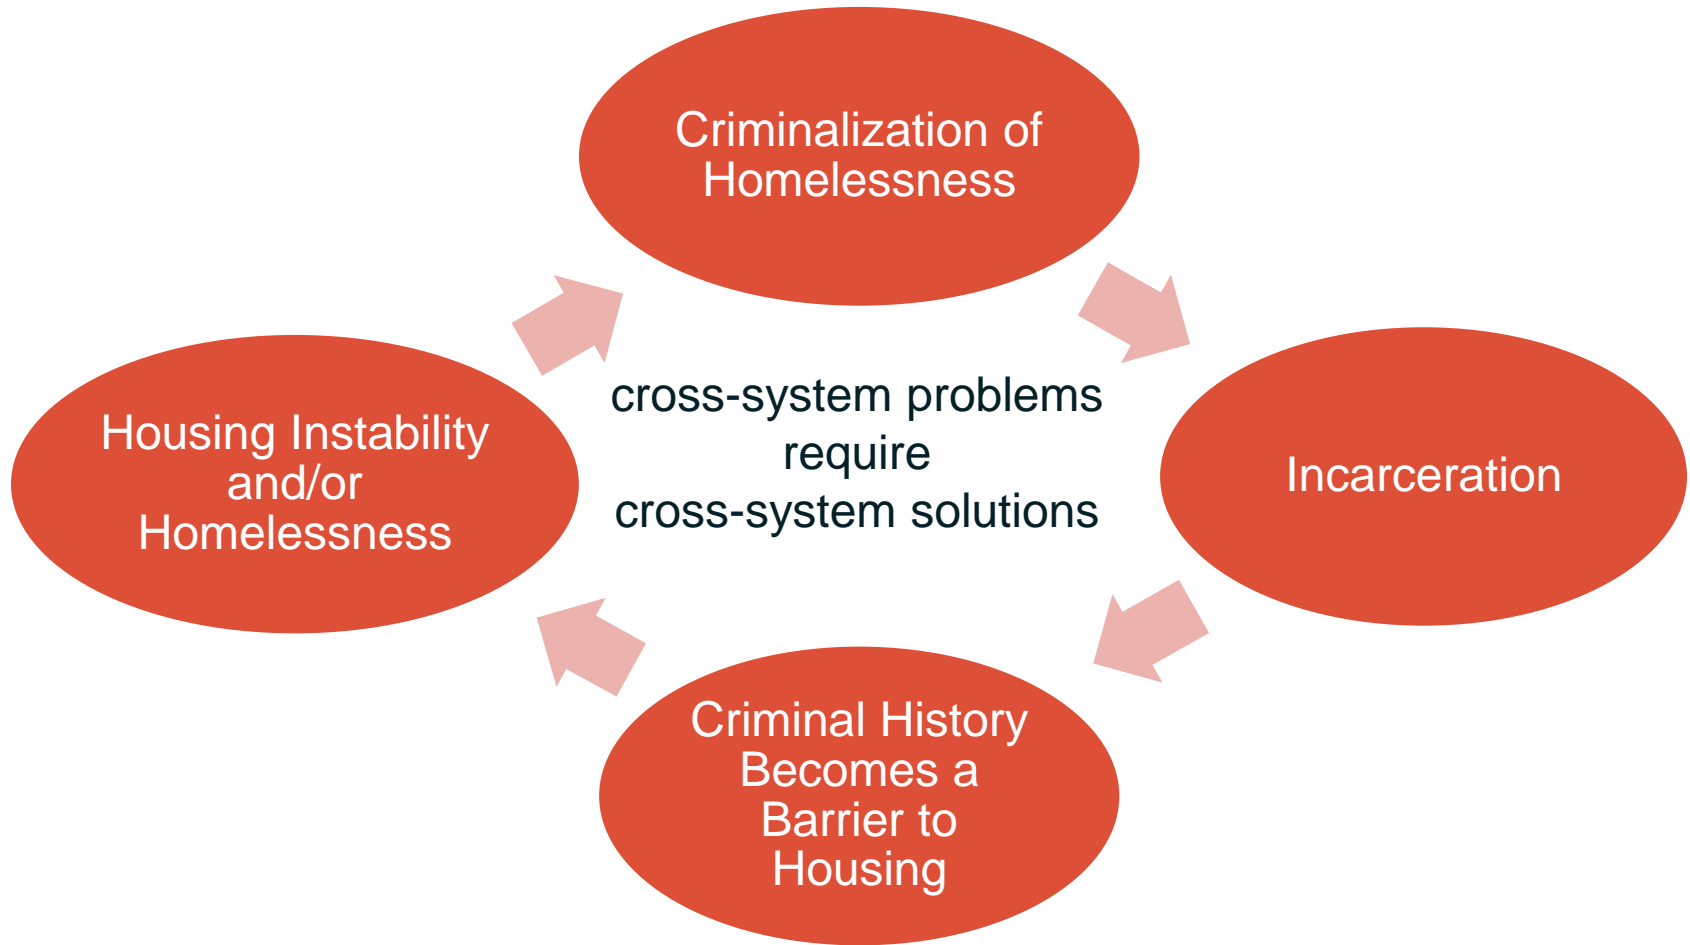 Criminalization of
Homelessness
cross-system problems
require
cross-system solutions
Housing Instability
and/or
Homelessness
Incarceration
Criminal History
Becomes a
Barrier to
Housing